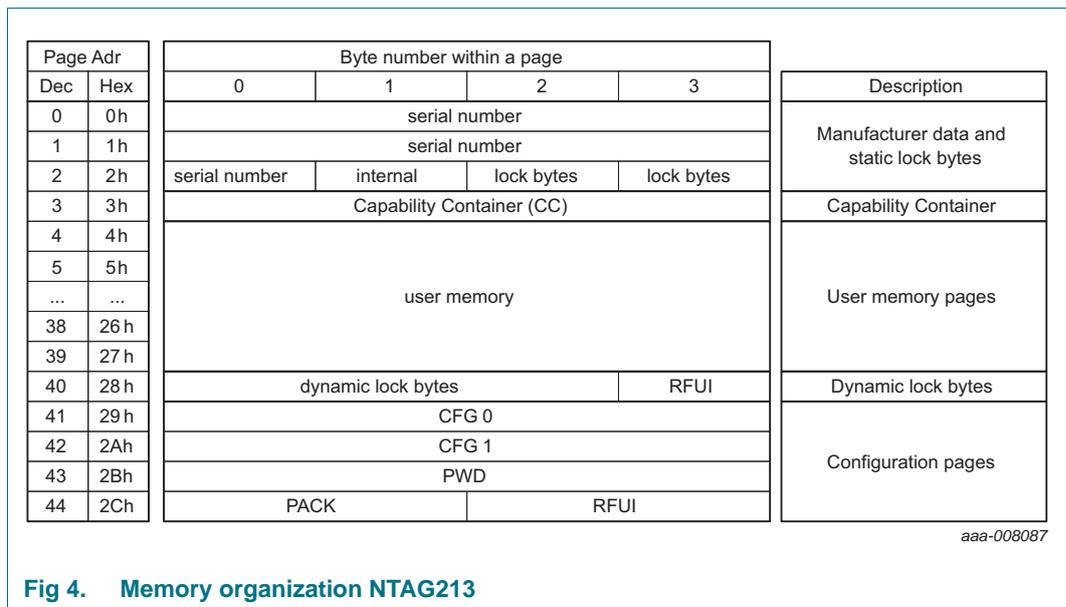 Page Adr Byte number within a page
Dec Hex 0 1 2 3 Description
0 0h serial number
Manufacturer data and
static lock bytes
1 1h serial number
2 2h serial number internal lock bytes lock bytes
3 3h Capability Container (CC) Capability Container
4 4h
5 5h
... ... user memory User memory pages
38 26 h
39 27 h
40 28 h dynamic lock bytes RFUI Dynamic lock bytes
41 29 h CFG 0
42 2Ah CFG 1
Configuration pages
43 2Bh PWD
44 2Ch PACK RFUI
aaa-008087
Fig 4. Memory organization NTAG213